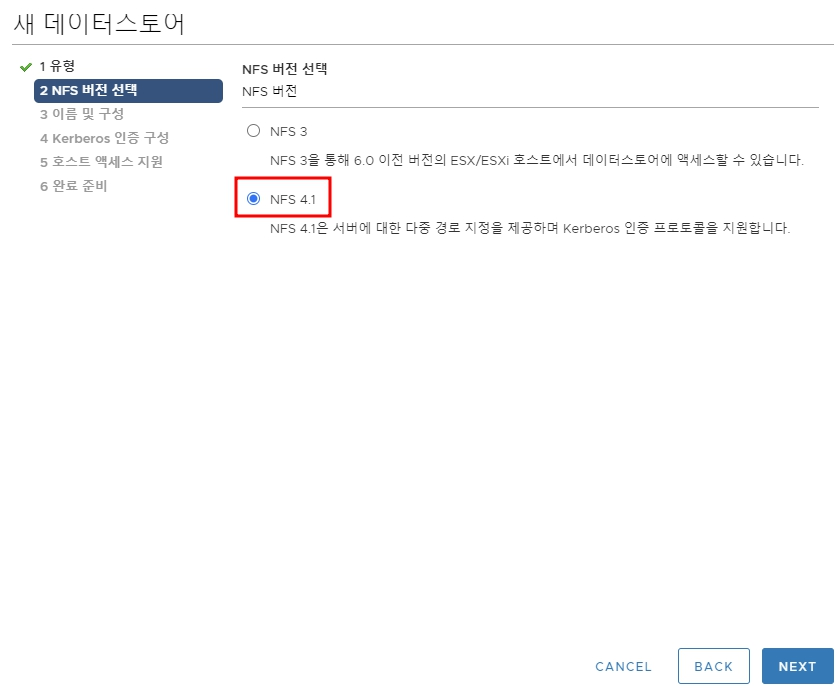 새 데이터스토어
1 유형
2 NFS 버전 선택
3 이름 및 구성
4 Kerberos 인증 구성
5 호스트 액세스 지원
6 완료 준비
NFS 버전 선택
NFS 버전
NFS 3
NFS 3을 통해 6.0 이전 버전의 ESX/ESXi 호스트에서 데이터스토어에 액세스할 수 있습니다.
NFS 4.1
NFS 4.1은 서버에 대한 다중 경로 지정을 제공하며 Kerberos 인증 프로토콜을 지원합니다.
CANCEL BACK NEXT